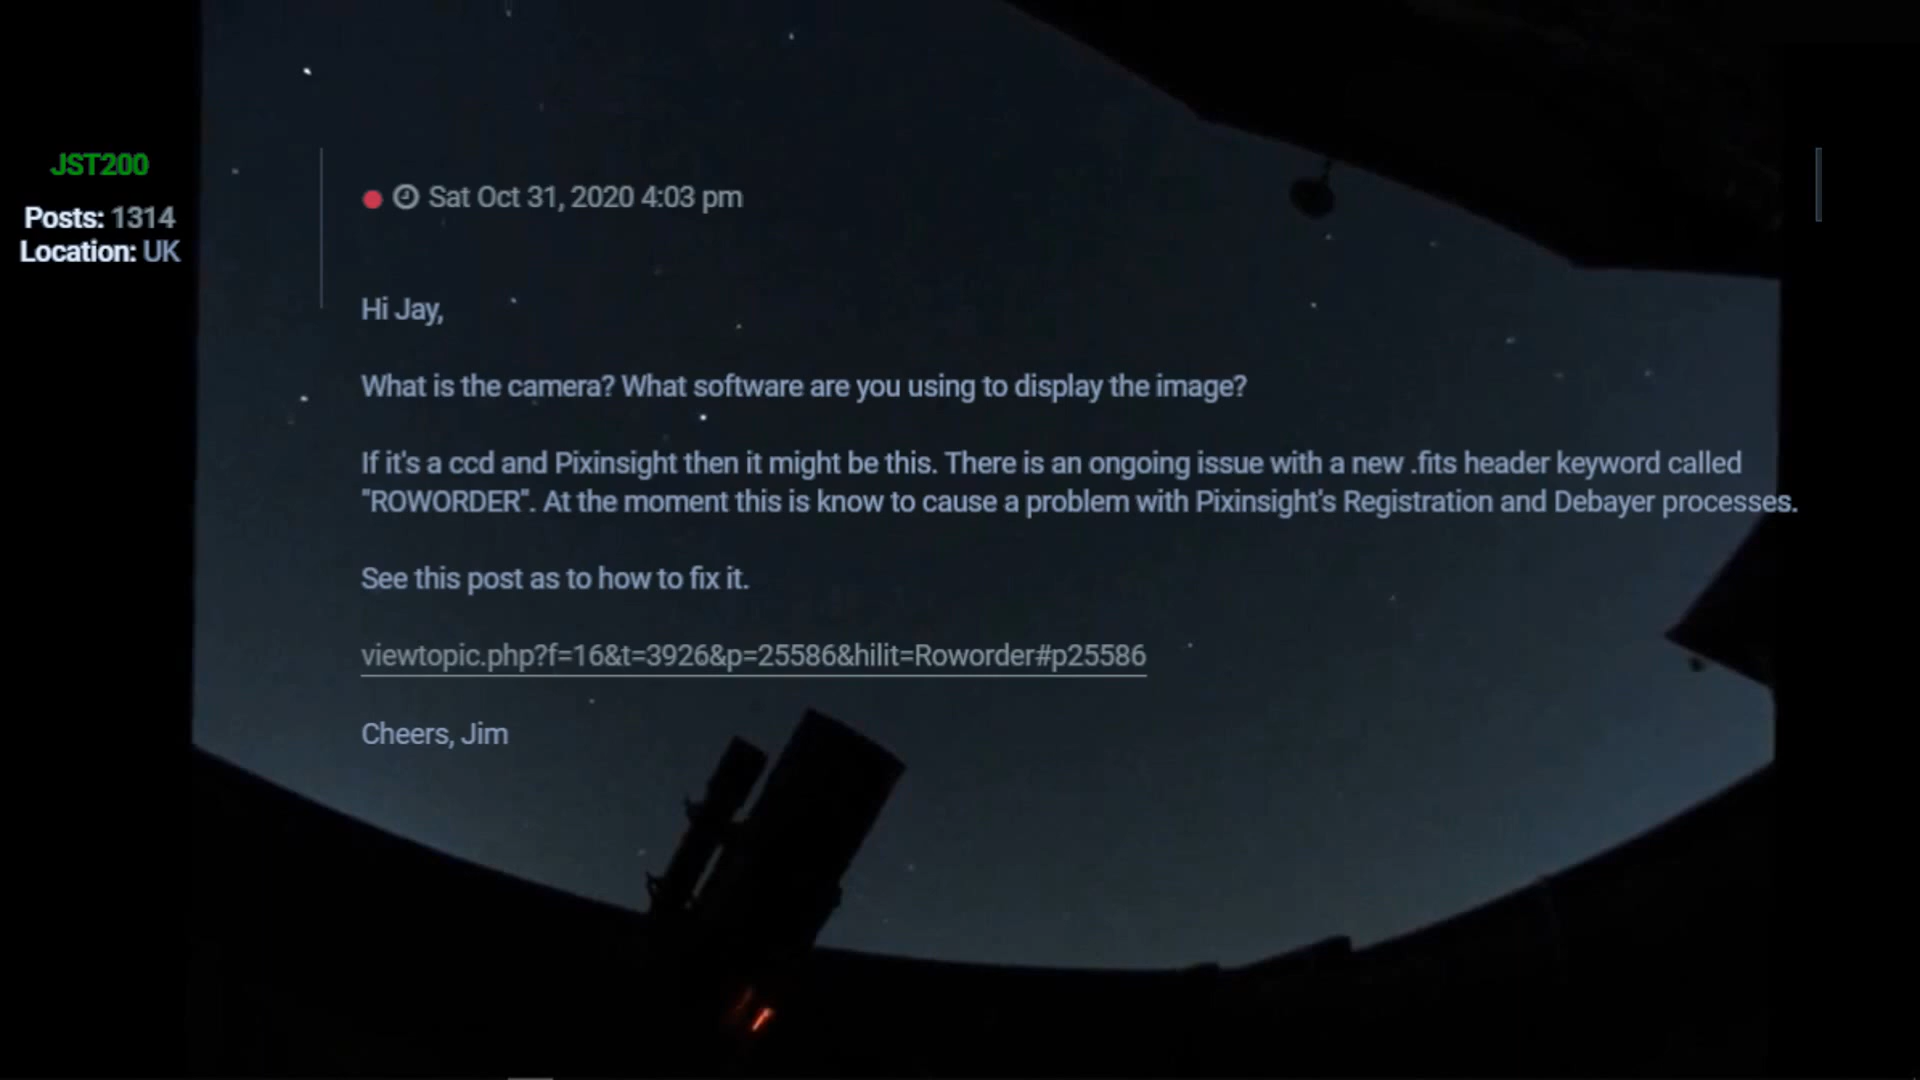 JST200
Posts: 1314
Location: UK
Sat Oct 31, 2020 4:03 pm
Hi Jay,
What is the camera? What software are you using to display the image?
If it's a ccd and Pixinsight then it might be this. There is an ongoing issue with a new .fits header keyword called
"ROWORDER". At the moment this is know to cause a problem with Pixinsight's Registration and Debayer processes.
See this post as to how to fix it.
viewtopic.php?f=16&t=3926&p=25586&hilit=Roworder#p25586
Cheers, Jim